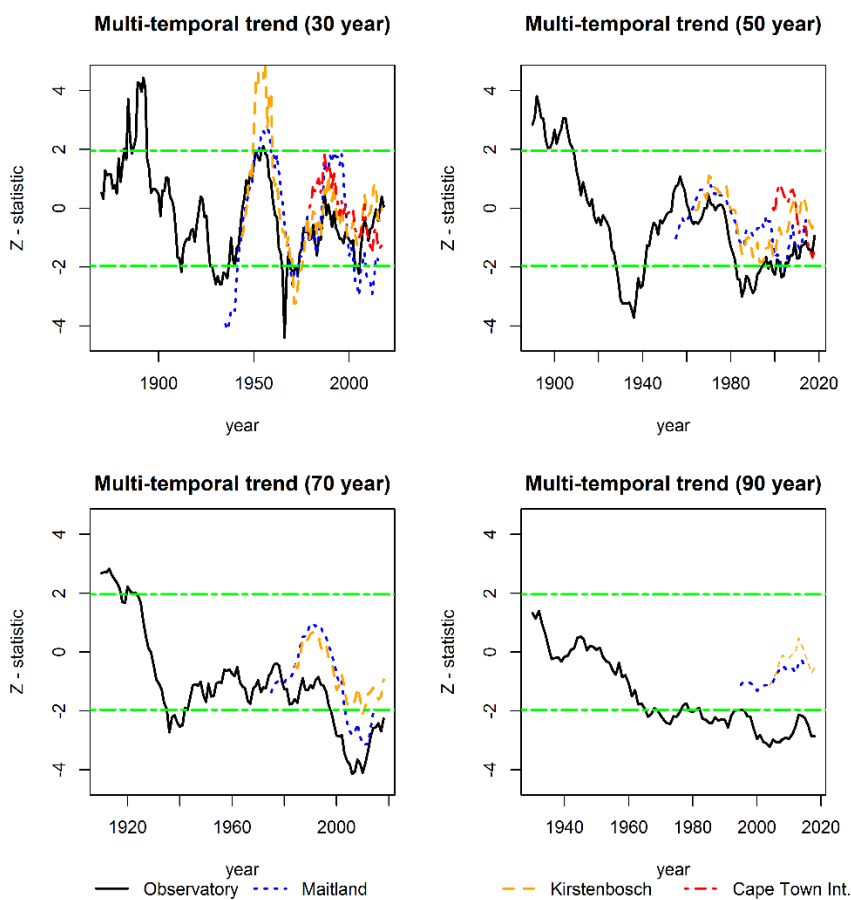 Multi-temporal trend (30 year)
Z - statistic
4
2
0
-2
-4
1900
1950
2000
year
Multi-temporal trend (50 year)
Z - statistic
4
2
0
-2
-4
1900
1940
1980
2020
year
Multi-temporal trend (70 year)
Z - statistic
4
2
0
-2
-4
1920
1960
2000
year
Multi-temporal trend (90 year)
Z - statistic
4
2
0
-2
-4
1940
1960
1980
2000
2020
year
Observatory
Maitland
Kirstenbosch
Cape Town Int.